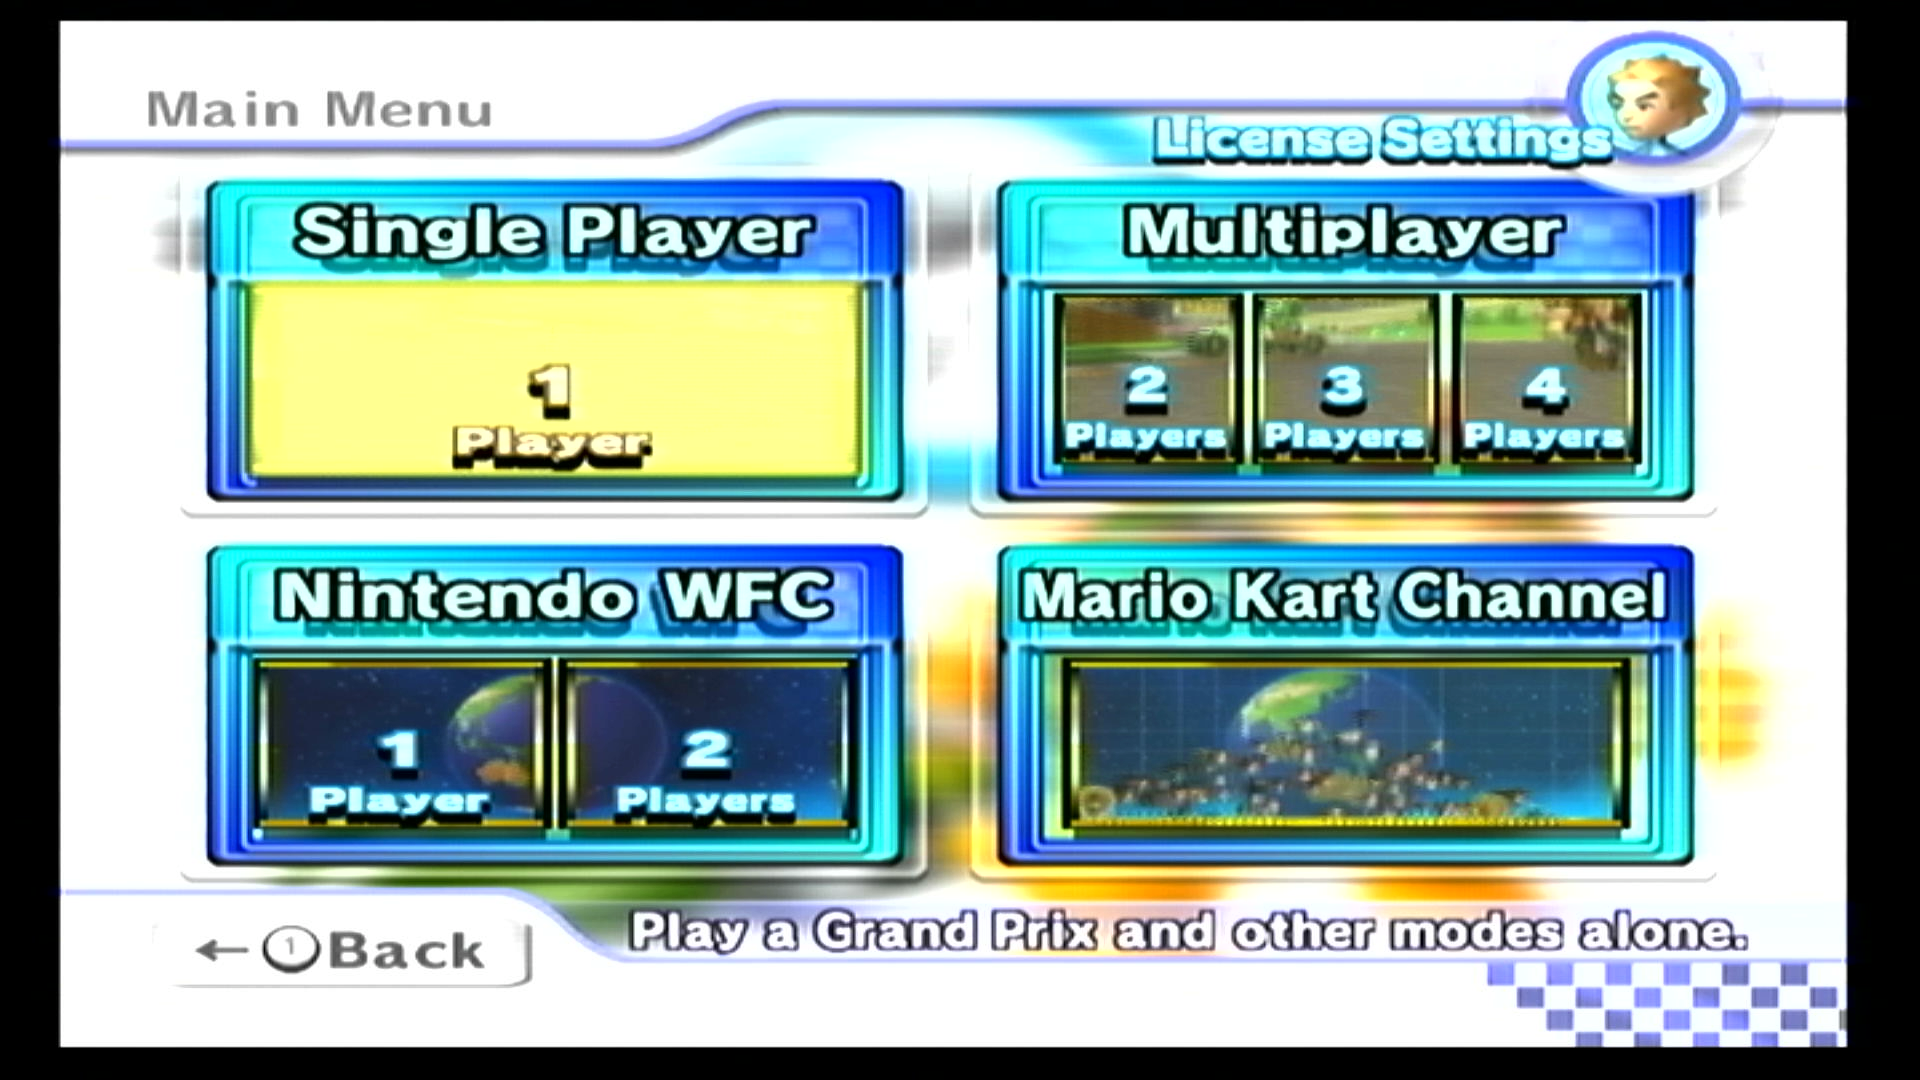 Main Menu
License Settings
Single Player
1
Player
Multiplayer
2
Players
3
Players
4
Players
Nintendo WFC
1
Player
2
Players
Mario Kart Channel
← 1 Back
Play a Grand Prix and other modes alone.